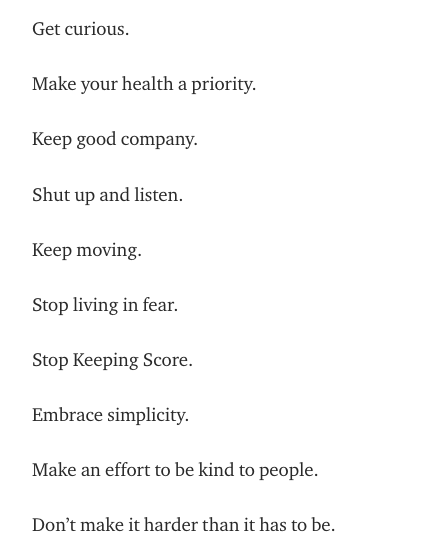 Get curious.
Make your health a priority.
Keep good company.
Shut up and listen.
Keep moving.
Stop living in fear.
Stop Keeping Score.
Embrace simplicity.
Make an effort to be kind to people.
Don’t make it harder than it has to be.